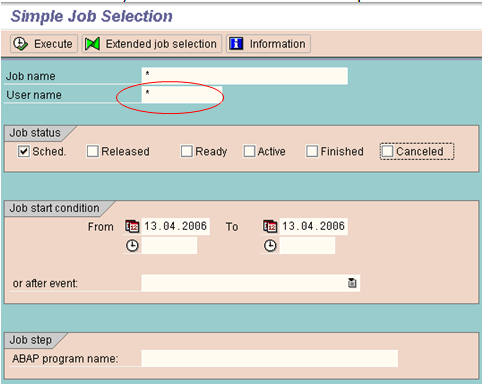 Simple Job Selection
Execute Extended job selection Information
Job name *
User name *
Job status
Sched. Released Ready Active Finished Canceled
Job start condition
From 13.04.2006 To 13.04.2006
or after event:
Job step
ABAP program name: